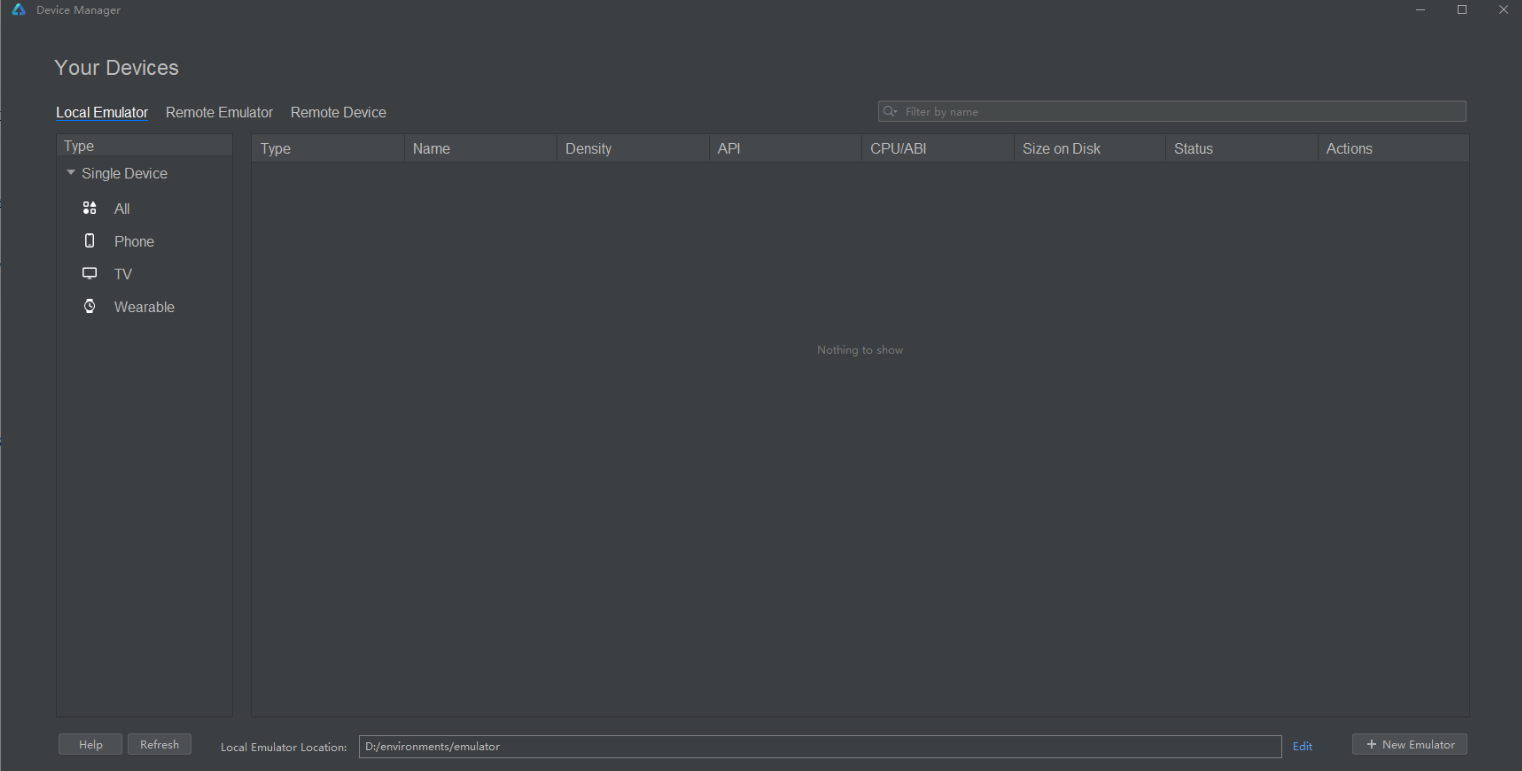 Device Manager
Your Devices
Local Emulator Remote Emulator Remote Device
Filter by name
Type
Single Device
All
Phone
TV
Wearable
Type Name Density API CPU/ABI Size on Disk Status Actions
Nothing to show
Help Refresh Local Emulator Location: D:/environments/emulator Edit + New Emulator